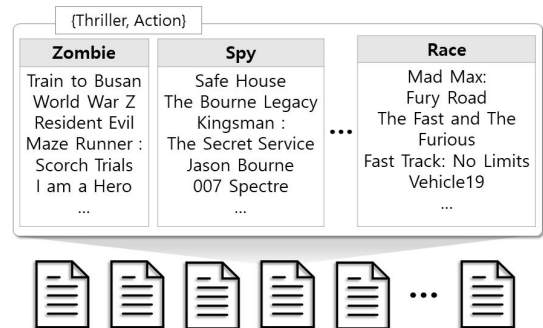 {Thriller, Action}
Zombie
Train to Busan
World War Z
Resident Evil
Maze Runner :
Scorch Trials
I am a Hero
...
Spy
Safe House
The Bourne Legacy
Kingsman :
The Secret Service
Jason Bourne
007 Spectre
...
...
Race
Mad Max:
Fury Road
The Fast and The
Furious
Fast Track: No Limits
Vehicle19
...
...